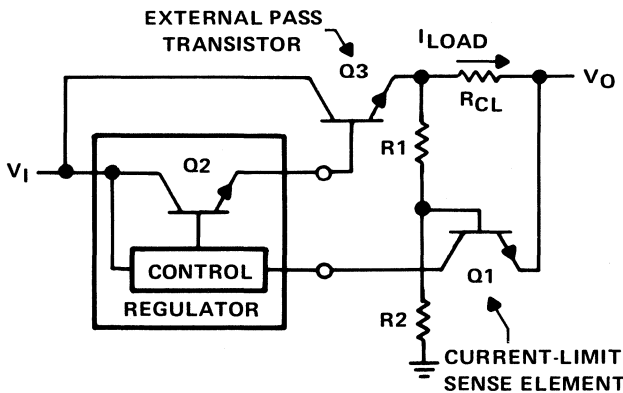 EXTERNAL PASS
TRANSISTOR
Q3
ILOAD
VO
RCL
R1
VI
Q2
CONTROL
REGULATOR
Q1
R2
CURRENT-LIMIT
SENSE ELEMENT